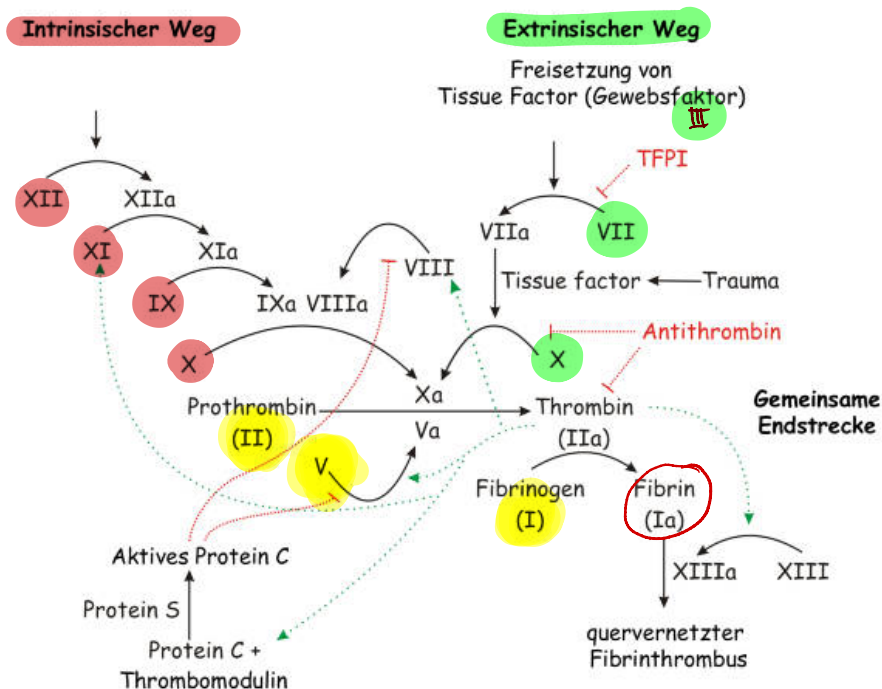 Intrinsischer Weg
Extrinsischer Weg
Freisetzung von
Tissue Factor (Gewebsfaktor)
III
TFPI
XII
XIIa
VIIa
VII
XI
XIa
VIII
Tissue factor
Trauma
IX
IXa VIIIa
Antithrombin
X
X
Xa
Gemeinsame
Endstrecke
Prothrombin
(II)
Thrombin
(IIa)
Va
V
Fibrinogen
(I)
Fibrin
(Ia)
Aktives Protein C
XIIIa
XIII
Protein S
quervernetzter
Fibrinthrombus
Protein C +
Thrombomodulin